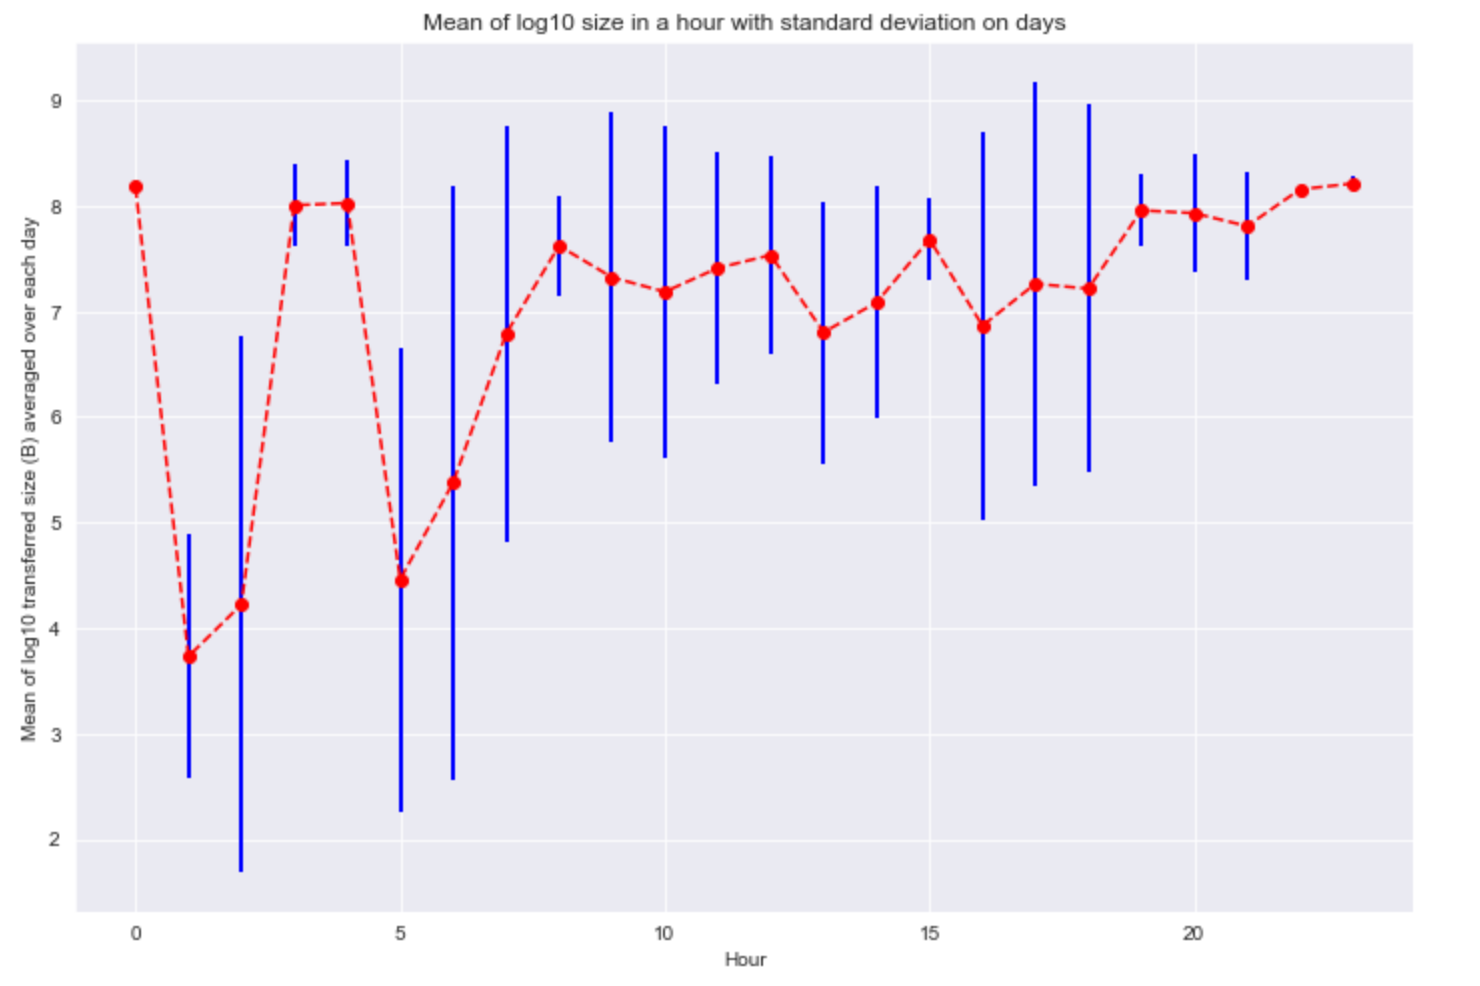 Mean of log10 size in a hour with standard deviation on days
Mean of log10 transferred size (B) averaged over each day
9
8
7
6
5
4
3
2
0 5 10 15 20
Hour